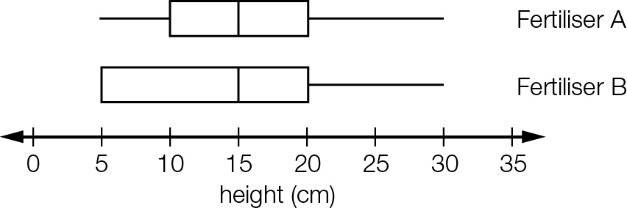 Fertiliser A
Fertiliser B
0 5 10 15 20 25 30 35
height (cm)